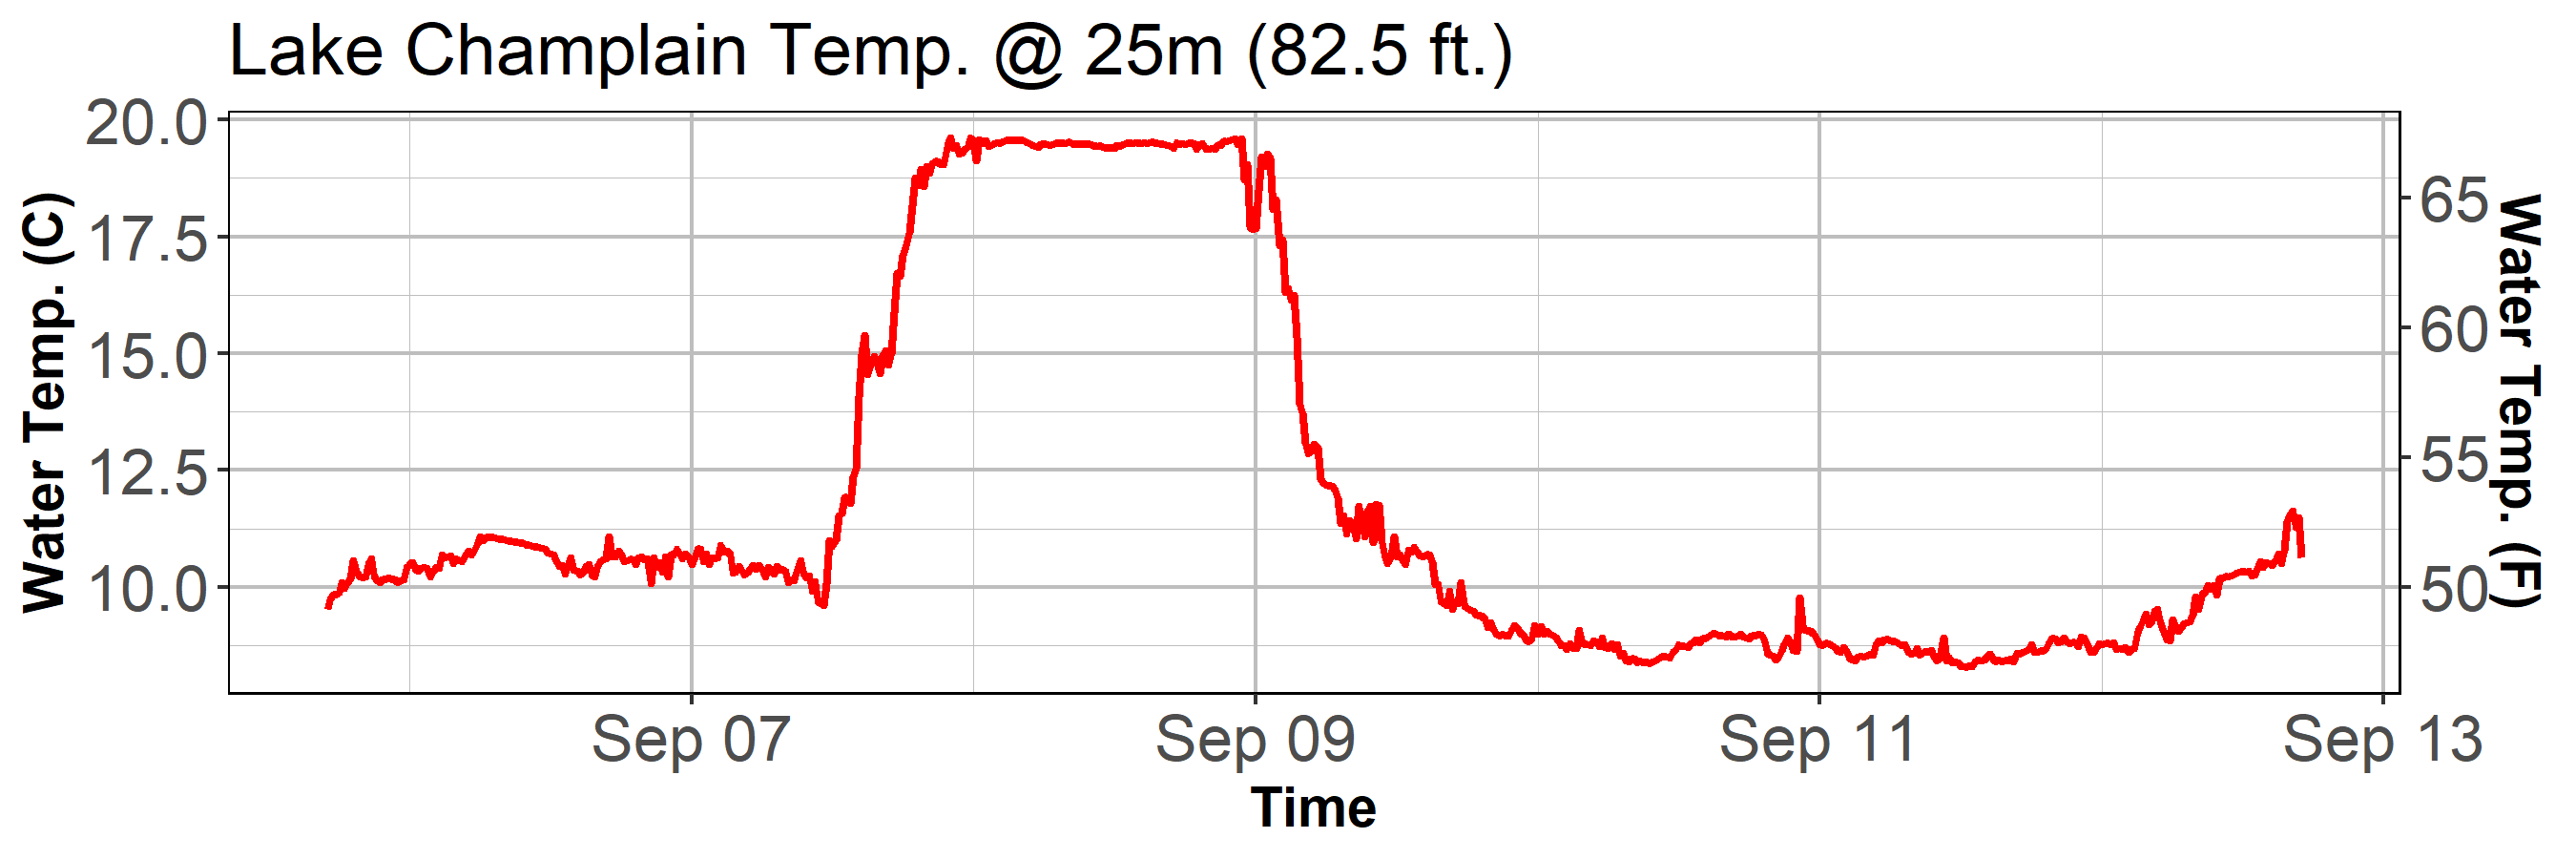 Lake Champlain Temp. @ 25m (82.5 ft.)
Water Temp. (C)
20.0
17.5
15.0
12.5
10.0
65
60
55
50
Water Temp. (F)
Sep 07 Sep 09 Sep 11 Sep 13
Time